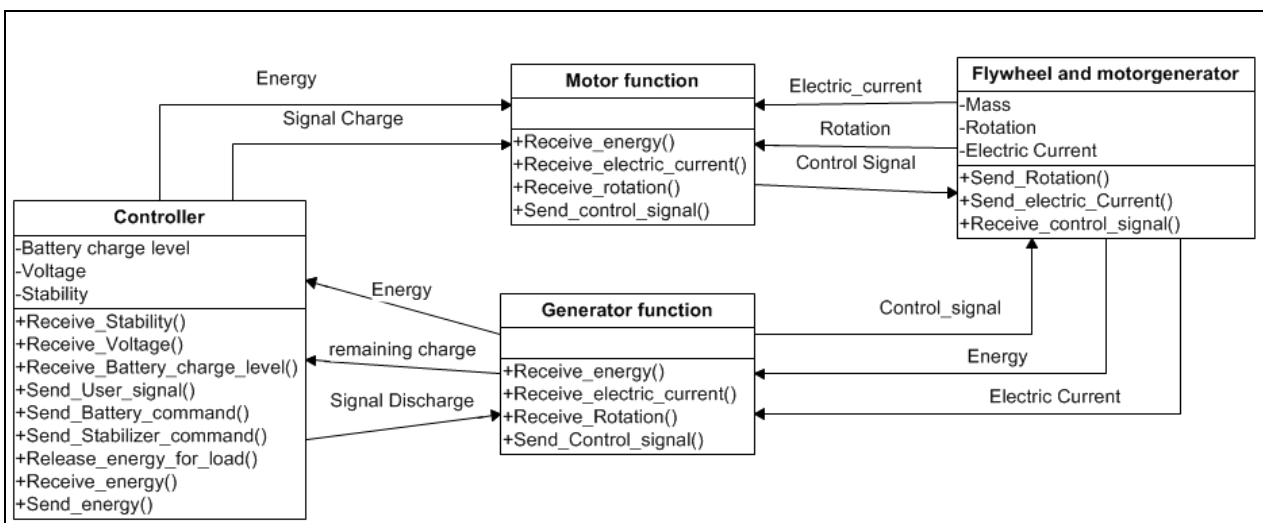 Energy
Signal Charge
Motor function
+Receive_energy()
+Receive_electric_current()
+Receive_rotation()
+Send_control_signal()
Electric_current
Rotation
Control Signal
Flywheel and motorgenerator
-Mass
-Rotation
-Electric Current
+Send_Rotation()
+Send_electric_Current()
+Receive_control_signal()
Controller
-Battery charge level
-Voltage
-Stability
+Receive_Stability()
+Receive_Voltage()
+Receive_Battery_charge_level()
+Send_User_signal()
+Send_Battery_command()
+Send_Stabilizer_command()
+Release_energy_for_load()
+Receive_energy()
+Send_energy()
Energy
remaining charge
Signal Discharge
Generator function
+Receive_energy()
+Receive_electric_current()
+Receive_Rotation()
+Send_Control_signal()
Control_signal
Energy
Electric Current